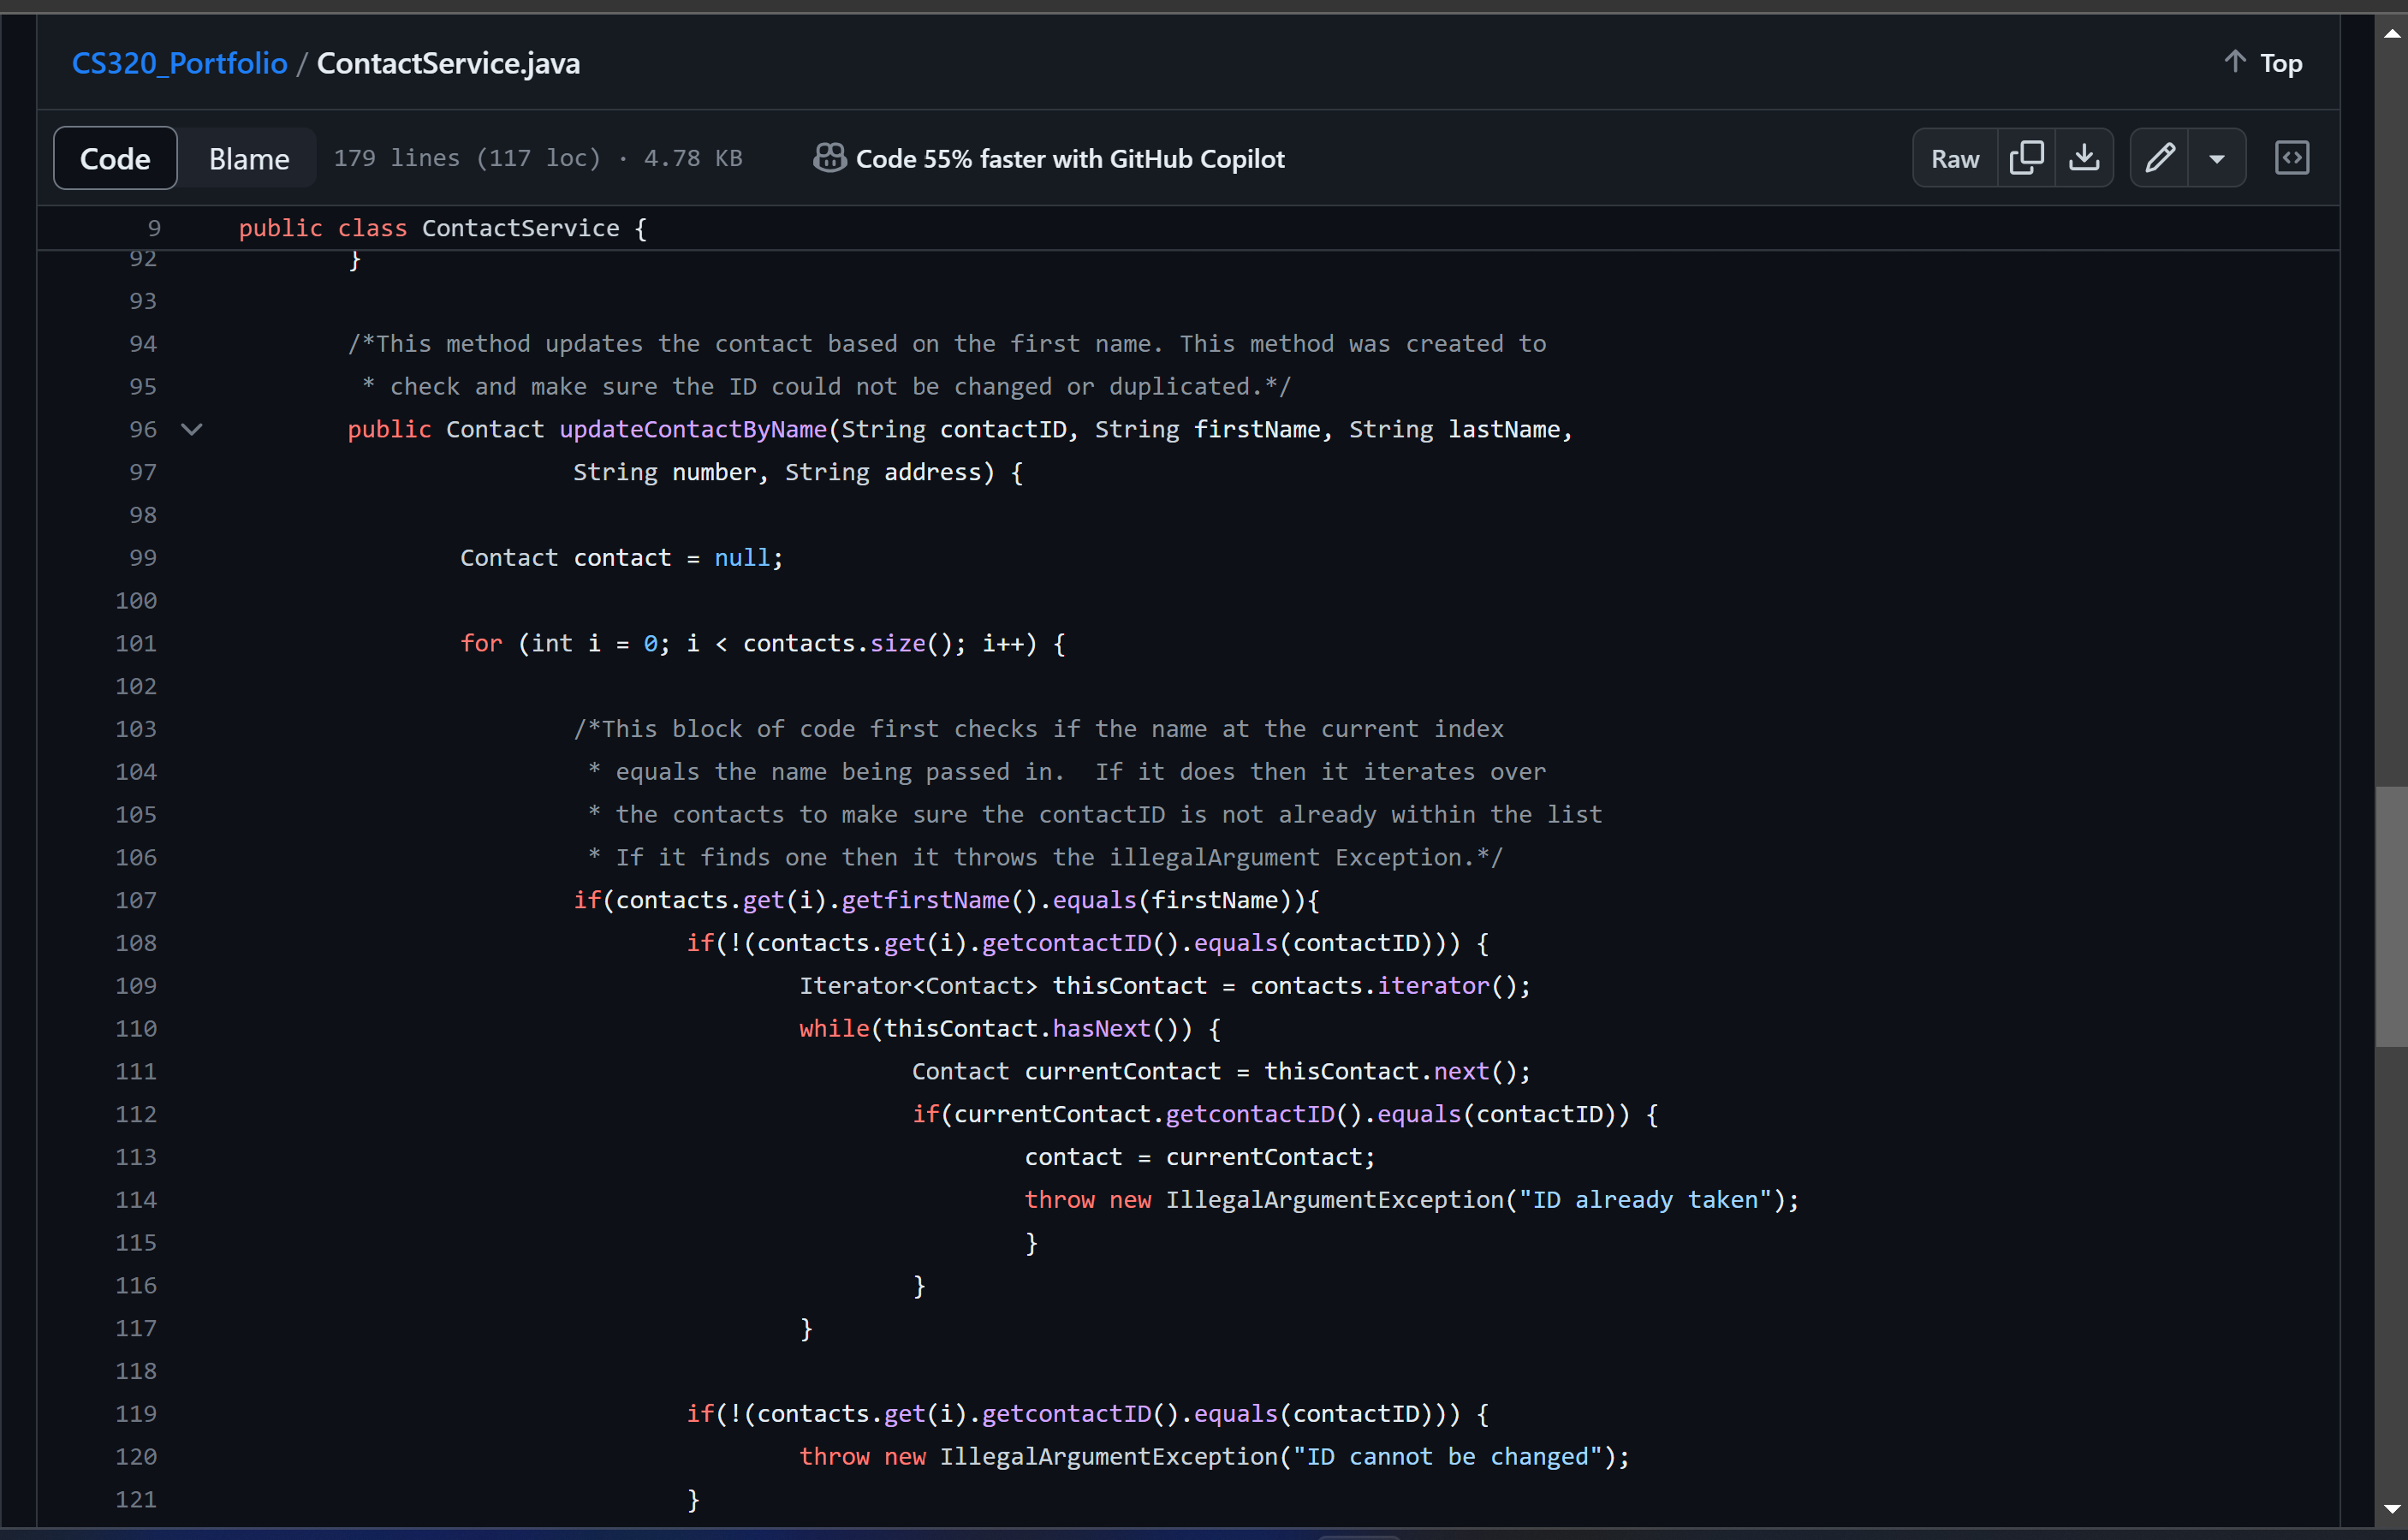 CS320_Portfolio / ContactService.java
Top
Code Blame 179 lines (117 loc) · 4.78 KB Code 55% faster with GitHub Copilot Raw
9 public class ContactService {
92 }
93
94 /*This method updates the contact based on the first name. This method was created to
95 * check and make sure the ID could not be changed or duplicated.*/
96 public Contact updateContactByName(String contactID, String firstName, String lastName,
97 String number, String address) {
98
99 Contact contact = null;
100
101 for (int i = 0; i < contacts.size(); i++) {
102
103 /*This block of code first checks if the name at the current index
104 * equals the name being passed in.  If it does then it iterates over
105 * the contacts to make sure the contactID is not already within the list
106 * If it finds one then it throws the illegalArgument Exception.*/
107 if(contacts.get(i).getfirstName().equals(firstName)){
108 if(!(contacts.get(i).getcontactID().equals(contactID))) {
109 Iterator<Contact> thisContact = contacts.iterator();
110 while(thisContact.hasNext()) {
111 Contact currentContact = thisContact.next();
112 if(currentContact.getcontactID().equals(contactID)) {
113 contact = currentContact;
114 throw new IllegalArgumentException("ID already taken");
115 }
116 }
117 }
118
119 if(!(contacts.get(i).getcontactID().equals(contactID))) {
120 throw new IllegalArgumentException("ID cannot be changed");
121 }